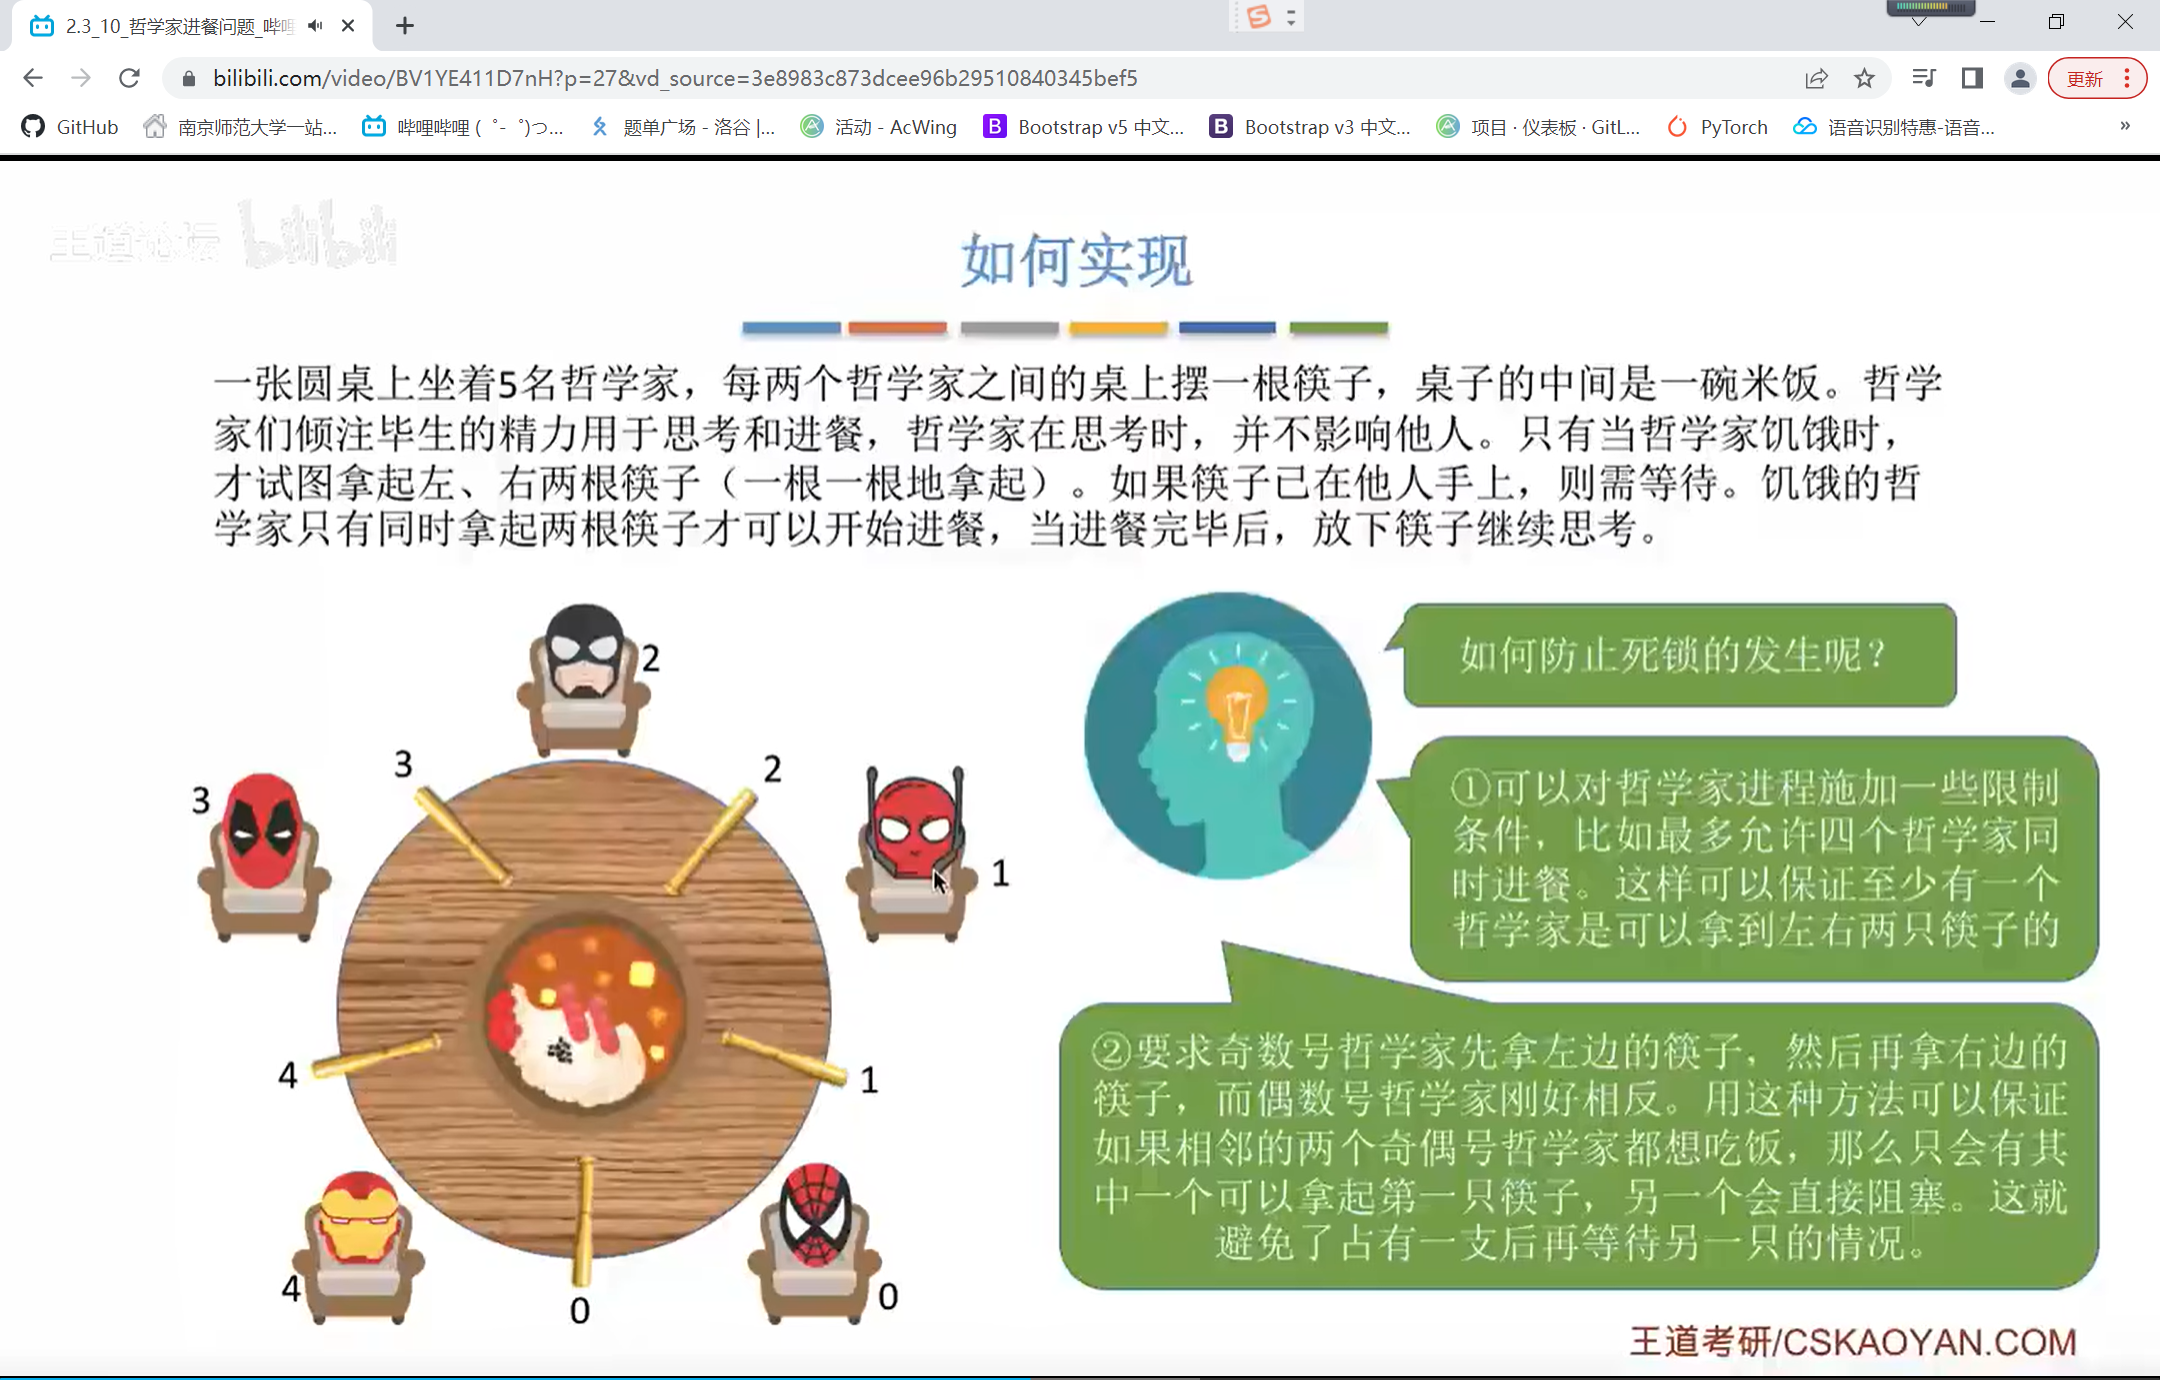 2.3_10_哲学家进餐问题_哔哩
bilibili.com/video/BV1YE411D7nH?p=27&vd_source=3e8983c873dcee96b29510840345bef5
更新
GitHub
南京师范大学一站...
哔哩哔哩 ( ゜- ゜)つ...
题单广场 - 洛谷 |...
活动 - AcWing
Bootstrap v5 中文...
Bootstrap v3 中文...
项目 · 仪表板 · GitL...
PyTorch
语音识别特惠-语音...
»
王道论坛 bilibili
如何实现
一张圆桌上坐着5名哲学家，每两个哲学家之间的桌上摆一根筷子，桌子的中间是一碗米饭。哲学
家们倾注毕生的精力用于思考和进餐，哲学家在思考时，并不影响他人。只有当哲学家饥饿时，
才试图拿起左、右两根筷子（一根一根地拿起）。如果筷子已在他人手上，则需等待。饥饿的哲
学家只有同时拿起两根筷子才可以开始进餐，当进餐完毕后，放下筷子继续思考。
2
3
2
3
1
4
1
4
0
0
如何防止死锁的发生呢？
①可以对哲学家进程施加一些限制
条件，比如最多允许四个哲学家同
时进餐。这样可以保证至少有一个
哲学家是可以拿到左右两只筷子的
②要求奇数号哲学家先拿左边的筷子，然后再拿右边的
筷子，而偶数号哲学家刚好相反。用这种方法可以保证
如果相邻的两个奇偶号哲学家都想吃饭，那么只会有其
中一个可以拿起第一只筷子，另一个会直接阻塞。这就
避免了占有一支后再等待另一只的情况。
王道考研/CSKAOYAN.COM